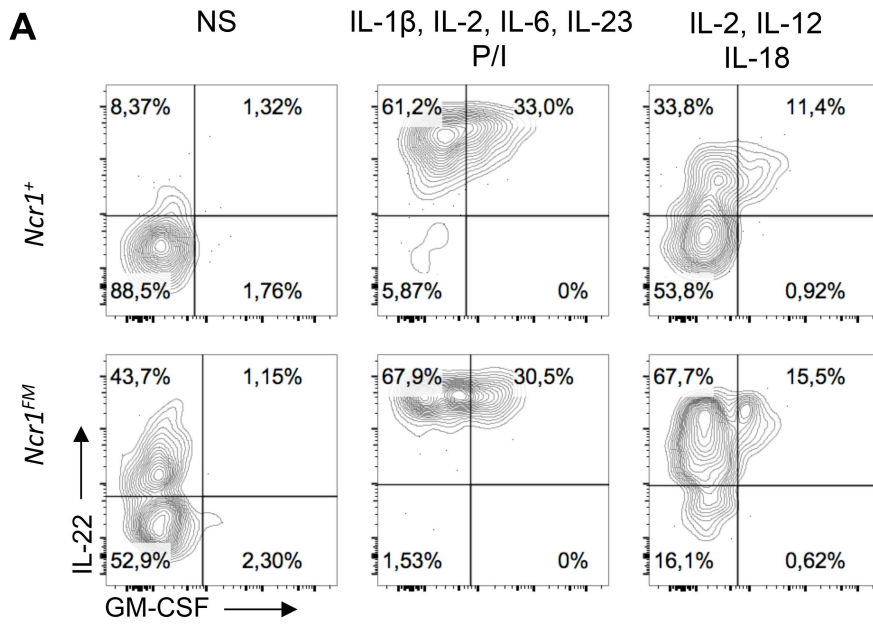 A
NS
IL-1β, IL-2, IL-6, IL-23
P/I
IL-2, IL-12
IL-18
Ncr1+
8,37% 1,32%
88,5% 1,76%
61,2% 33,0%
5,87% 0%
33,8% 11,4%
53,8% 0,92%
Ncr1FM
43,7% 1,15%
52,9% 2,30%
67,9% 30,5%
1,53% 0%
67,7% 15,5%
16,1% 0,62%
IL-22
GM-CSF